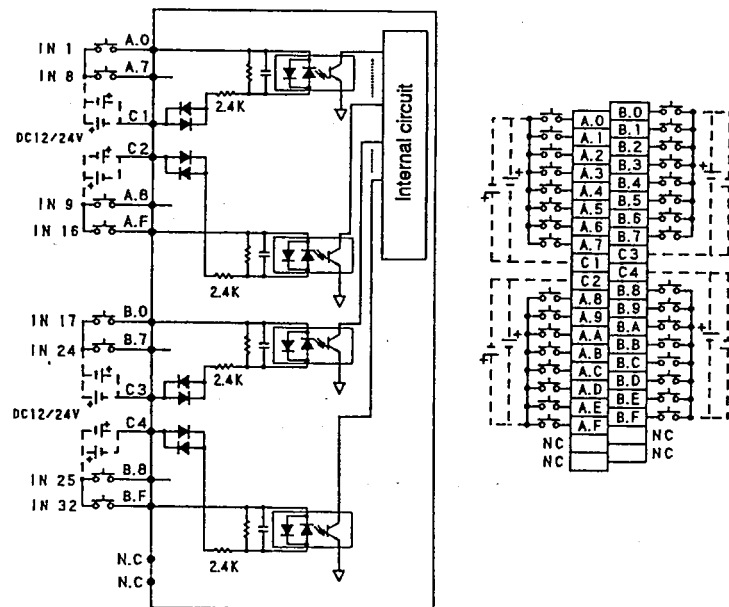 IN 1 A.0
IN 8 A.7
C1
DC12/24V
2.4K
C2
IN 9 A.8
IN 16 A.F
2.4K
IN 17 B.0
IN 24 B.7
2.4K
C3
DC12/24V
C4
IN 25 B.8
IN 32 B.F
2.4K
N.C
N.C
Internal circuit
A.0 B.0
A.1 B.1
A.2 B.2
A.3 B.3
A.4 B.4
A.5 B.5
A.6 B.6
A.7 B.7
C1 C3
C2 C4
A.8 B.8
A.9 B.9
A.A B.A
A.B B.B
A.C B.C
A.D B.D
A.E B.E
A.F B.F
NC NC
NC NC